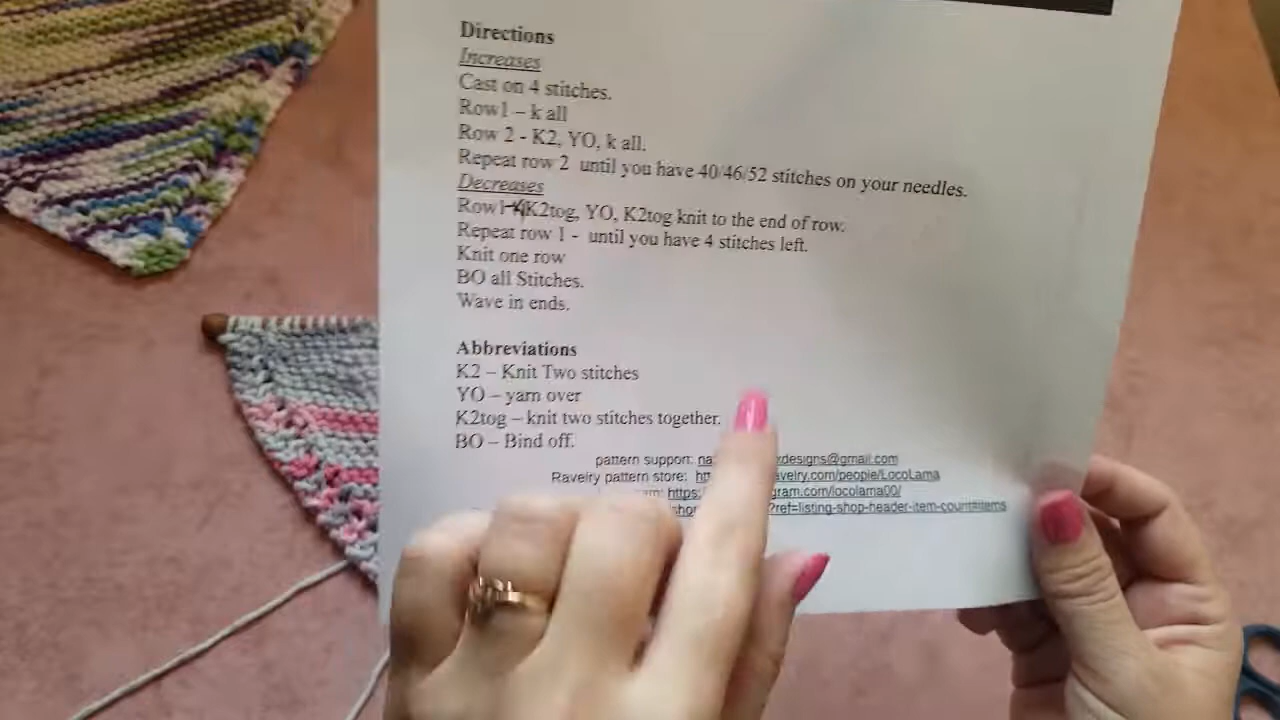 Directions
Increases
Cast on 4 stitches.
Row1 – k all
Row 2 - K2, YO, k all.
Repeat row 2 until you have 40/46/52 stitches on your needles.
Decreases
Row1 K2tog, YO, K2tog knit to the end of row.
Repeat row 1 - until you have 4 stitches left.
Knit one row
BO all Stitches.
Wave in ends.
Abbreviations
K2 – Knit Two stitches
YO – yarn over
K2tog – knit two stitches together.
BO – Bind off.
pattern support:
Ravelry pattern store: